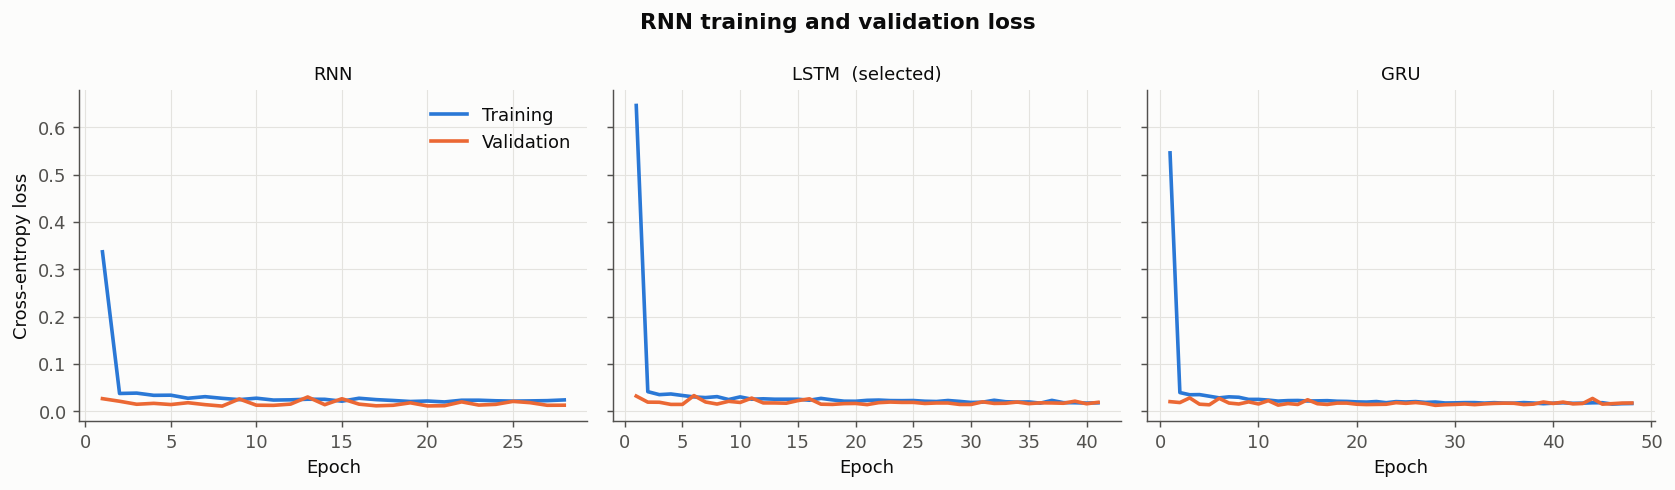 RNN training and validation loss
RNN
LSTM (selected)
GRU
Training
Validation
Cross-entropy loss
0.6
0.5
0.4
0.3
0.2
0.1
0.0
0 5 10 15 20 25
0 5 10 15 20 25 30 35 40
0 10 20 30 40 50
Epoch
Epoch
Epoch